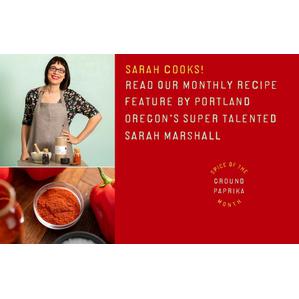 SARAH COOKS!
READ OUR MONTHLY RECIPE
FEATURE BY PORTLAND
OREGON'S SUPER TALENTED
SARAH MARSHALL
SPICE OF THE
GROUND
PAPRIKA
MONTH